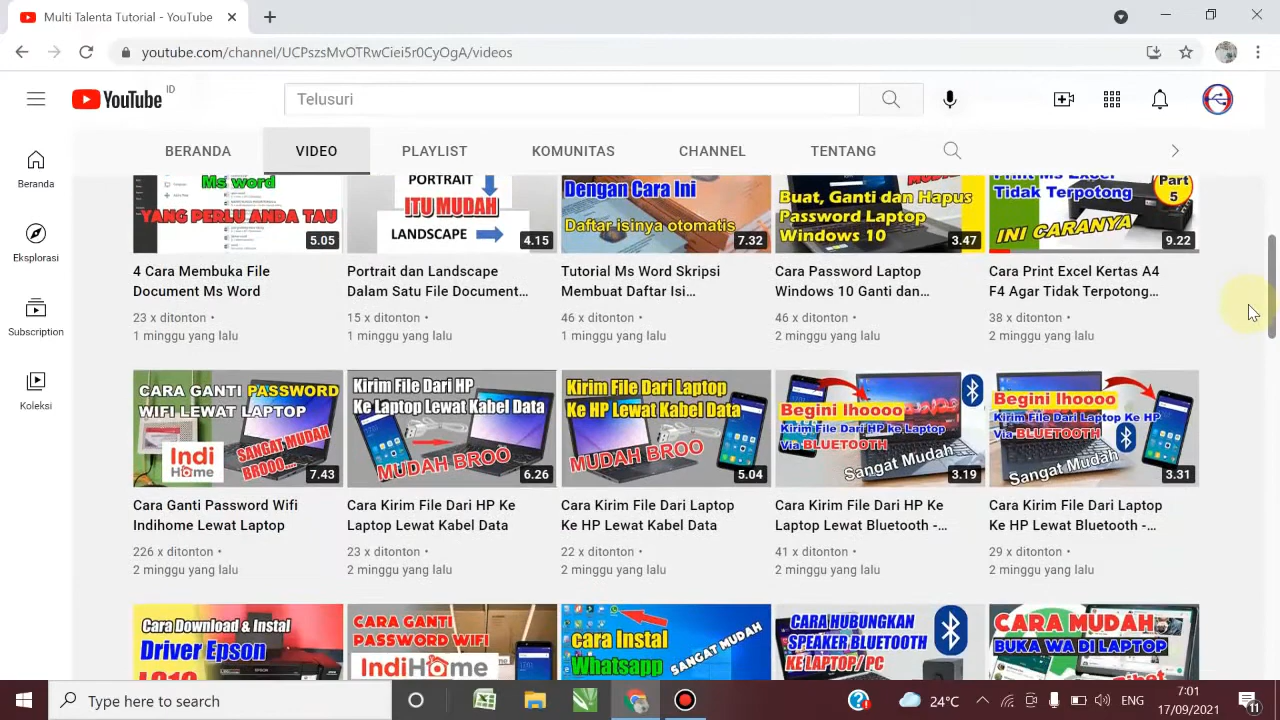 Multi Talenta Tutorial - YouTube
youtube.com/channel/UCPszsMvOTRwCiei5r0CyOgA/videos
YouTube ID
Telusuri
BERANDA VIDEO PLAYLIST KOMUNITAS CHANNEL TENTANG
Beranda
Eksplorasi
Subscription
Koleksi
Ms word
YANG PERLU ANDA TAU
5.05
PORTRAIT
ITU MUDAH
LANDSCAPE
4.15
Dengan Cara Ini
Daftar isinya otomatis
7.32
Buat, Ganti dan Hapus
Password Laptop
Windows 10
3.47
Print Ms Excel
Tidak Terpotong
INI CARANYA
Part
5
9.22
4 Cara Membuka File
Document Ms Word
23 x ditonton •
1 minggu yang lalu
Portrait dan Landscape
Dalam Satu File Document...
15 x ditonton •
1 minggu yang lalu
Tutorial Ms Word Skripsi
Membuat Daftar Isi...
46 x ditonton •
1 minggu yang lalu
Cara Password Laptop
Windows 10 Ganti dan...
46 x ditonton •
2 minggu yang lalu
Cara Print Excel Kertas A4
F4 Agar Tidak Terpotong...
38 x ditonton •
2 minggu yang lalu
CARA GANTI PASSWORD
WIFI LEWAT LAPTOP
Indi
Home
SANGAT MUDAH
BROOO...
7.43
Kirim File Dari HP
Ke Laptop Lewat Kabel Data
MUDAH BROO
6.26
Kirim File Dari Laptop
Ke HP Lewat Kabel Data
MUDAH BROO
5.04
Begini lhoooo
Kirim File Dari HP ke Laptop
Via BLUETOOTH
Sangat Mudah
3.19
Begini lhoooo
Kirim File Dari Laptop Ke HP
Via BLUETOOTH
Sangat Mudah
3.31
Cara Ganti Password Wifi
Indihome Lewat Laptop
226 x ditonton •
2 minggu yang lalu
Cara Kirim File Dari HP Ke
Laptop Lewat Kabel Data
23 x ditonton •
2 minggu yang lalu
Cara Kirim File Dari Laptop
Ke HP Lewat Kabel Data
22 x ditonton •
2 minggu yang lalu
Cara Kirim File Dari HP Ke
Laptop Lewat Bluetooth -...
41 x ditonton •
2 minggu yang lalu
Cara Kirim File Dari Laptop
Ke HP Lewat Bluetooth -...
29 x ditonton •
2 minggu yang lalu
Cara Download & Instal
Driver Epson
CARA GANTI
PASSWORD WIFI
IndiHome
cara Instal
Whatsapp
SANGAT MUDAH
CARA HUBUNGKAN
SPEAKER BLUETOOTH
KE LAPTOP/ PC
CARA MUDAH
BUKA WA DI LAPTOP
Type here to search
24°C
ENG
7:01
17/09/2021
11